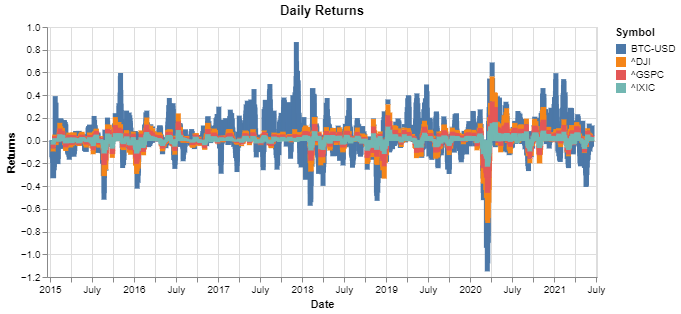 Daily Returns
Symbol
BTC-USD
^DJI
^GSPC
^IXIC
Returns
1.0
0.8
0.6
0.4
0.2
0.0
−0.2
−0.4
−0.6
−0.8
−1.0
−1.2
2015 July 2016 July 2017 July 2018 July 2019 July 2020 July 2021 July
Date